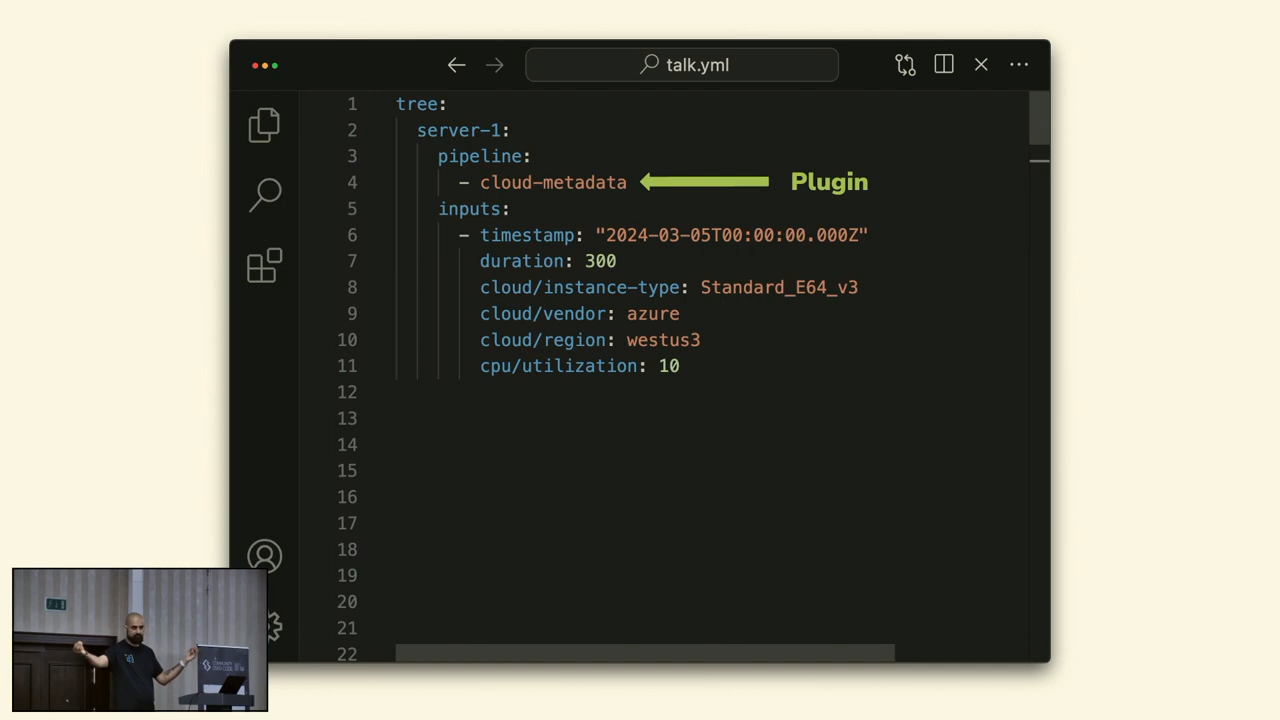 talk.yml
1 tree:
2 server-1:
3 pipeline:
4 - cloud-metadata Plugin
5 inputs:
6 - timestamp: "2024-03-05T00:00:00.000Z"
7 duration: 300
8 cloud/instance-type: Standard_E64_v3
9 cloud/vendor: azure
10 cloud/region: westus3
11 cpu/utilization: 10
12
13
14
15
16
17
18
19
20
21
22